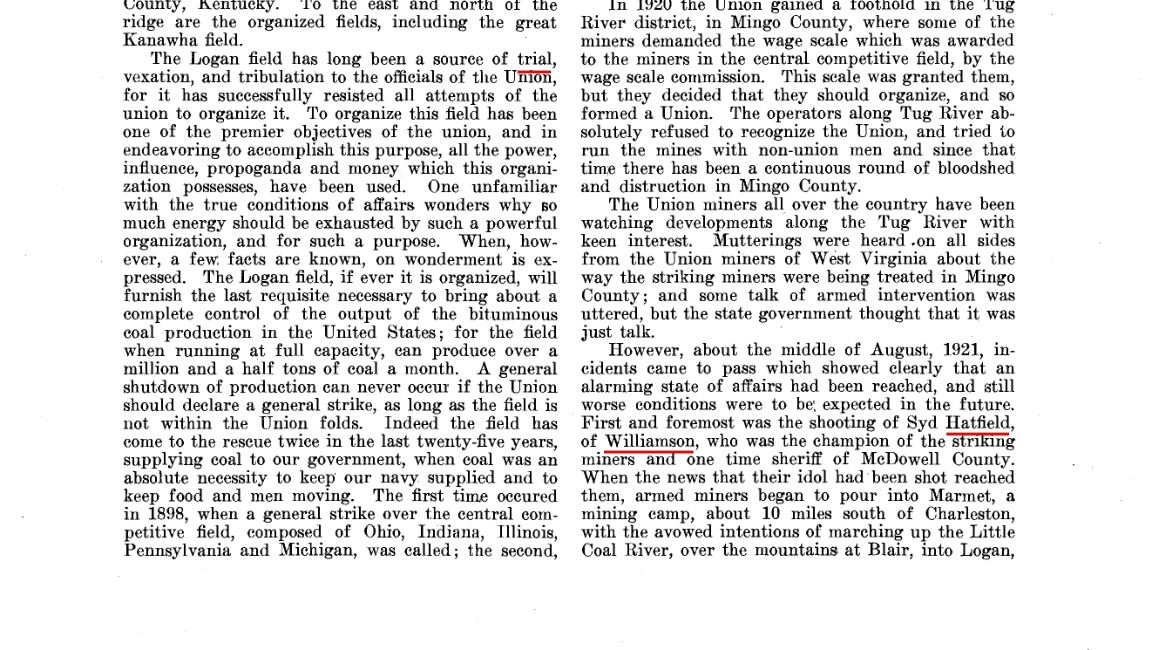 County, Kentucky. To the east and north of the
ridge are the organized fields, including the great
Kanawha field.
The Logan field has long been a source of trial,
vexation, and tribulation to the officials of the Union,
for it has successfully resisted all attempts of the
union to organize it. To organize this field has been
one of the premier objectives of the union, and in
endeavoring to accomplish this purpose, all the power,
influence, propoganda and money which this organi-
zation possesses, have been used. One unfamiliar
with the true conditions of affairs wonders why so
much energy should be exhausted by such a powerful
organization, and for such a purpose. When, how-
ever, a few facts are known, on wonderment is ex-
pressed. The Logan field, if ever it is organized, will
furnish the last requisite necessary to bring about a
complete control of the output of the bituminous
coal production in the United States; for the field
when running at full capacity, can produce over a
million and a half tons of coal a month. A general
shutdown of production can never occur if the Union
should declare a general strike, as long as the field is
not within the Union folds. Indeed the field has
come to the rescue twice in the last twenty-five years,
supplying coal to our government, when coal was an
absolute necessity to keep our navy supplied and to
keep food and men moving. The first time occured
in 1898, when a general strike over the central com-
petitive field, composed of Ohio, Indiana, Illinois,
Pennsylvania and Michigan, was called; the second,
In 1920 the Union gained a foothold in the Tug
River district, in Mingo County, where some of the
miners demanded the wage scale which was awarded
to the miners in the central competitive field, by the
wage scale commission. This scale was granted them,
but they decided that they should organize, and so
formed a Union. The operators along Tug River ab-
solutely refused to recognize the Union, and tried to
run the mines with non-union men and since that
time there has been a continuous round of bloodshed
and distruction in Mingo County.
The Union miners all over the country have been
watching developments along the Tug River with
keen interest. Mutterings were heard on all sides
from the Union miners of West Virginia about the
way the striking miners were being treated in Mingo
County; and some talk of armed intervention was
uttered, but the state government thought that it was
just talk.
However, about the middle of August, 1921, in-
cidents came to pass which showed clearly that an
alarming state of affairs had been reached, and still
worse conditions were to be expected in the future.
First and foremost was the shooting of Syd Hatfield,
of Williamson, who was the champion of the striking
miners and one time sheriff of McDowell County.
When the news that their idol had been shot reached
them, armed miners began to pour into Marmet, a
mining camp, about 10 miles south of Charleston,
with the avowed intentions of marching up the Little
Coal River, over the mountains at Blair, into Logan,